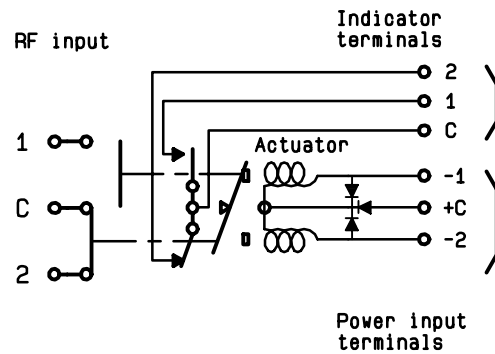 Indicator
terminals
RF input
2
1
C
Actuator
1
-1
C
+C
-2
2
Power input
terminals